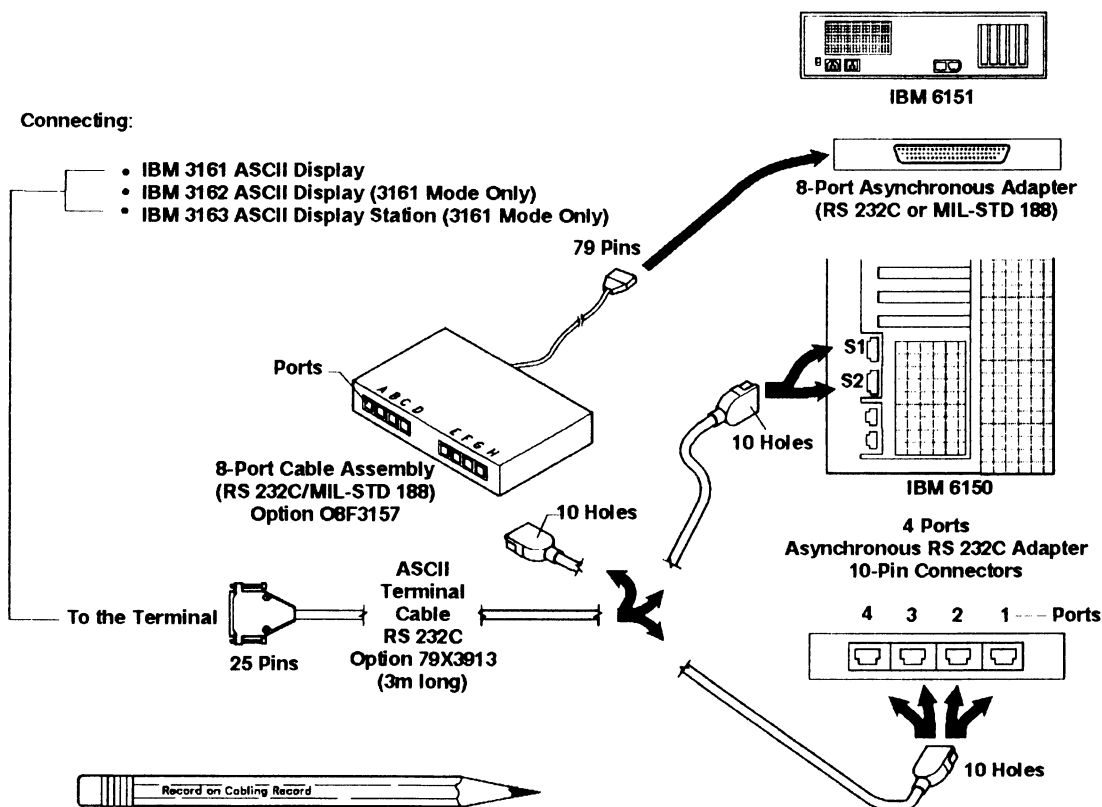 IBM 6151
Connecting:
• IBM 3161 ASCII Display
• IBM 3162 ASCII Display (3161 Mode Only)
• IBM 3163 ASCII Display Station (3161 Mode Only)
8-Port Asynchronous Adapter
(RS 232C or MIL-STD 188)
79 Pins
Ports
A B C D
E F G H
S1
S2
10 Holes
8-Port Cable Assembly
(RS 232C/MIL-STD 188)
Option O8F3157
IBM 6150
10 Holes
4 Ports
Asynchronous RS 232C Adapter
10-Pin Connectors
To the Terminal
25 Pins
ASCII
Terminal
Cable
RS 232C
Option 79X3913
(3m long)
4 3 2 1 Ports
10 Holes
Record on Cabling Record